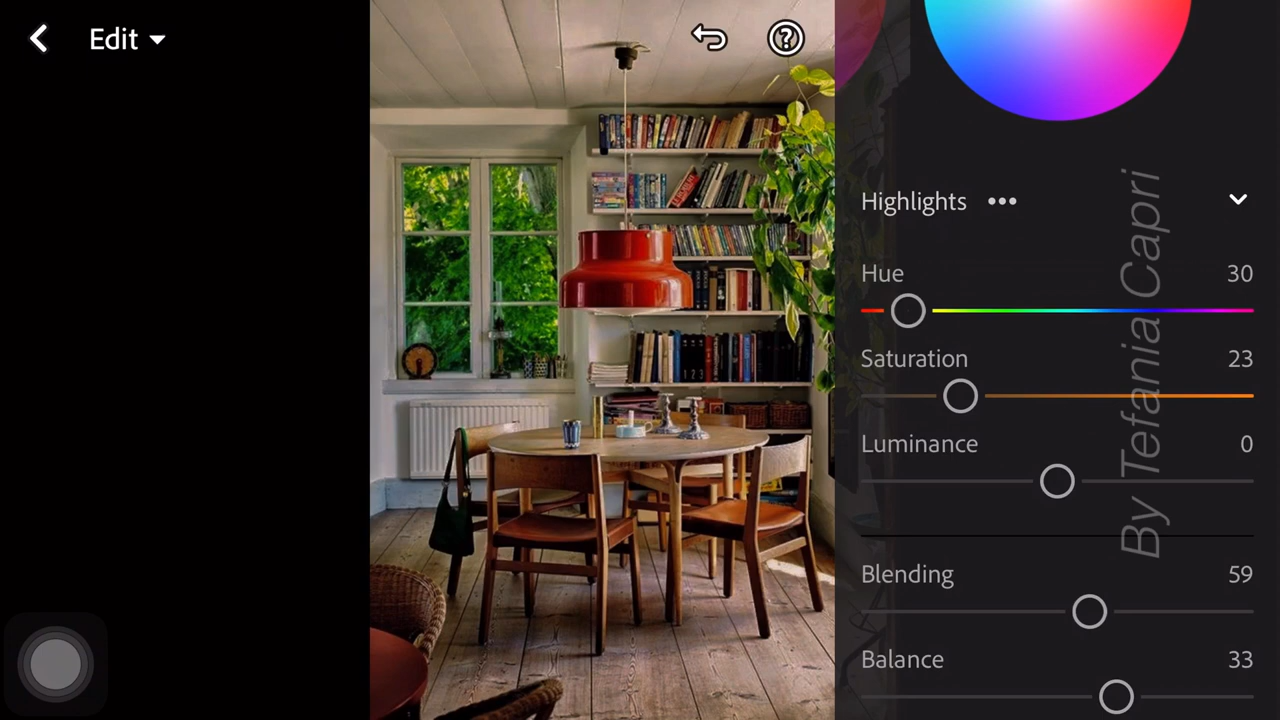 Edit
Highlights
Hue 30
Saturation 23
Luminance 0
Blending 59
Balance 33
By Tefania Capri